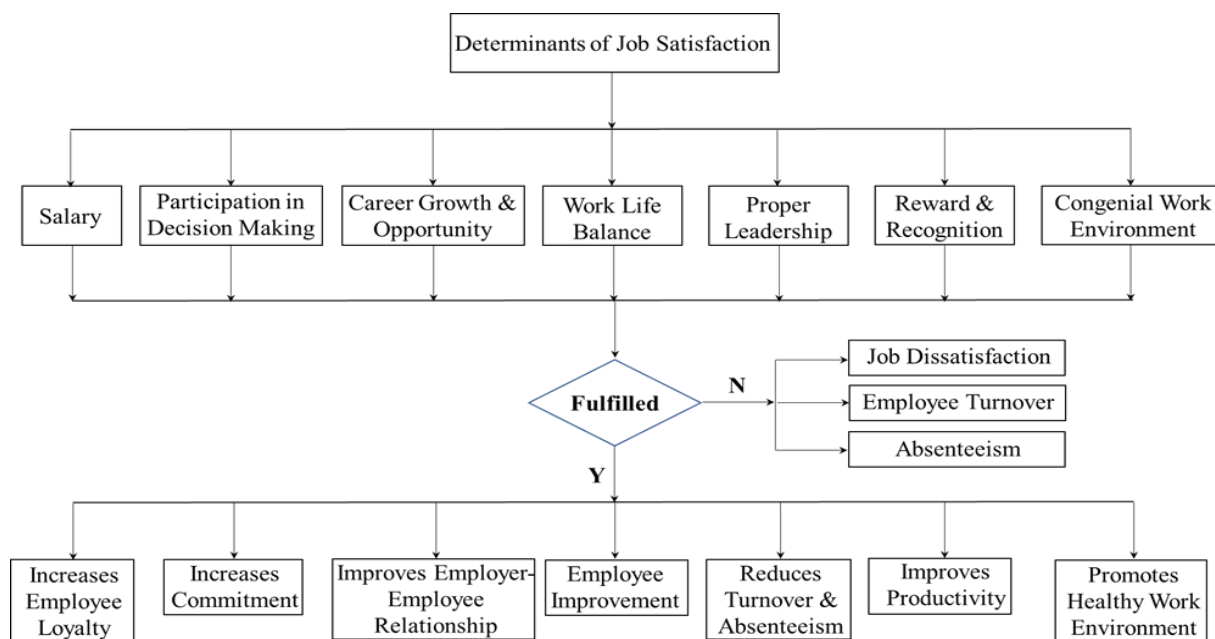 Determinants of Job Satisfaction
Salary
Participation in
Decision Making
Career Growth &
Opportunity
Work Life
Balance
Proper
Leadership
Reward &
Recognition
Congenial Work
Environment
Fulfilled
N
Job Dissatisfaction
Employee Turnover
Absenteeism
Y
Increases
Employee
Loyalty
Increases
Commitment
Improves Employer-
Employee
Relationship
Employee
Improvement
Reduces
Turnover &
Absenteeism
Improves
Productivity
Promotes
Healthy Work
Environment